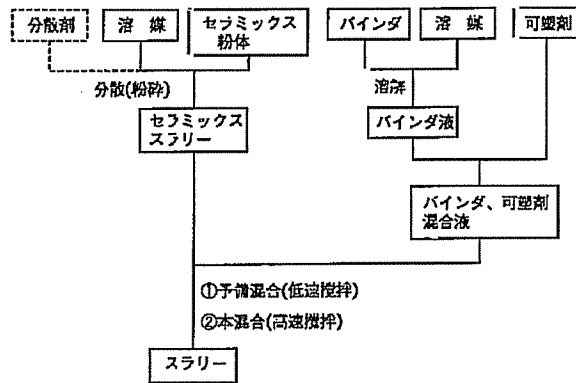 分散剤
溶 媒
セラミックス
粉体
バインダ
溶 媒
可塑剤
分散(粉砕)
溶解
セラミックス
スラリー
バインダ液
バインダ、可塑剤
混合液
①予備混合(低速撹拌)
②本混合(高速撹拌)
スラリー